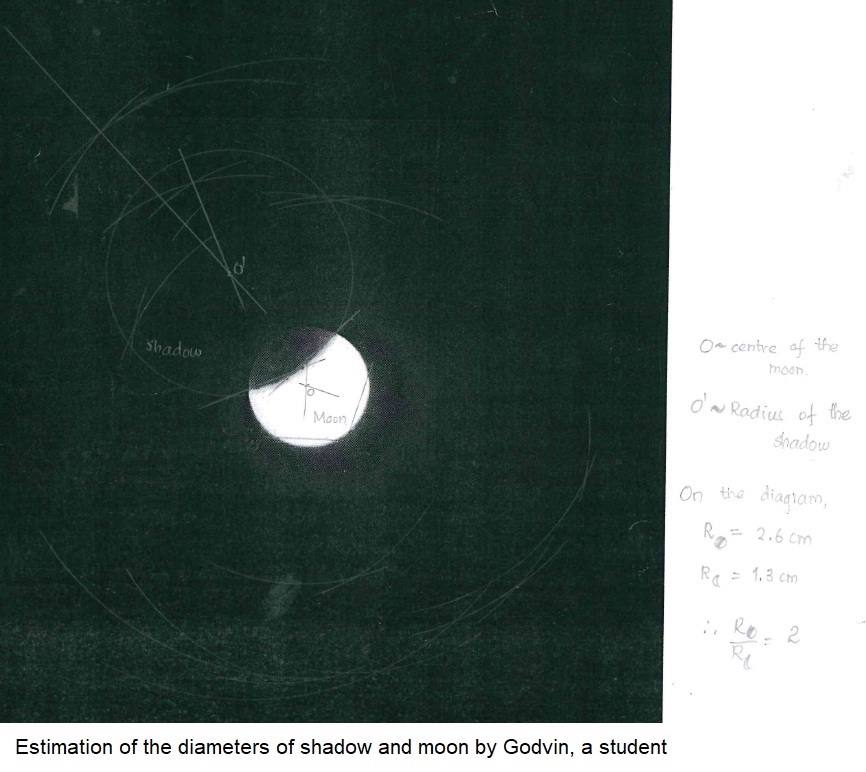 O'
shadow
O
Moon
O ~ centre of the
moon.
O' ~ Radius of the
shadow
On the diagram,
R = 2.6 cm
R☾ = 1.3 cm
∴ R / R☾ = 2
Estimation of the diameters of shadow and moon by Godvin, a student